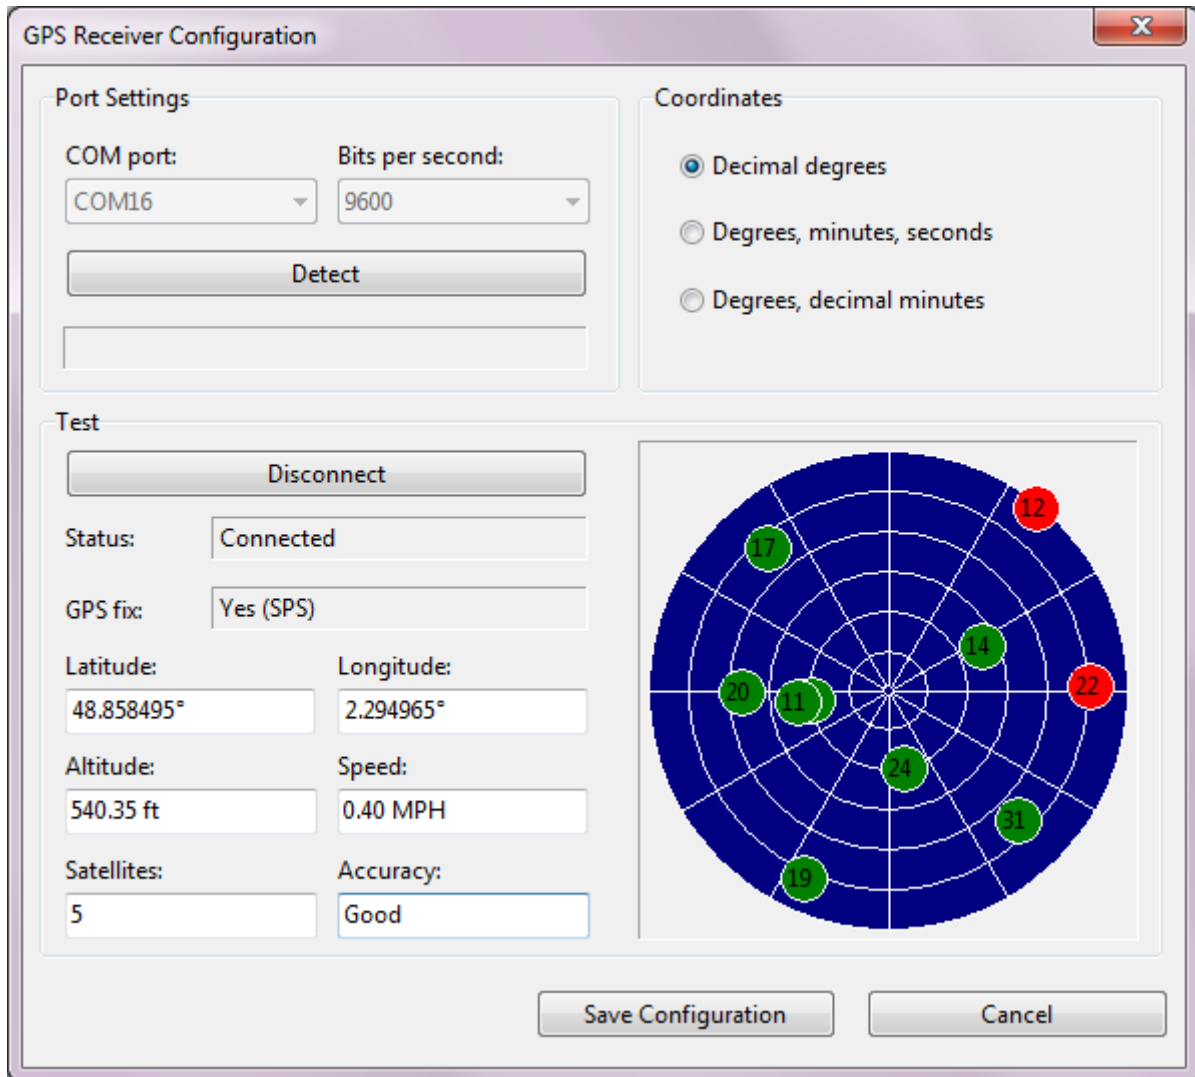 GPS Receiver Configuration
Port Settings
COM port:
Bits per second:
COM16
9600
Detect
Coordinates
Decimal degrees
Degrees, minutes, seconds
Degrees, decimal minutes
Test
Disconnect
Status:
Connected
GPS fix:
Yes (SPS)
Latitude:
Longitude:
48.858495°
2.294965°
Altitude:
Speed:
540.35 ft
0.40 MPH
Satellites:
Accuracy:
5
Good
12
17
14
20
11
22
24
31
19
Save Configuration
Cancel